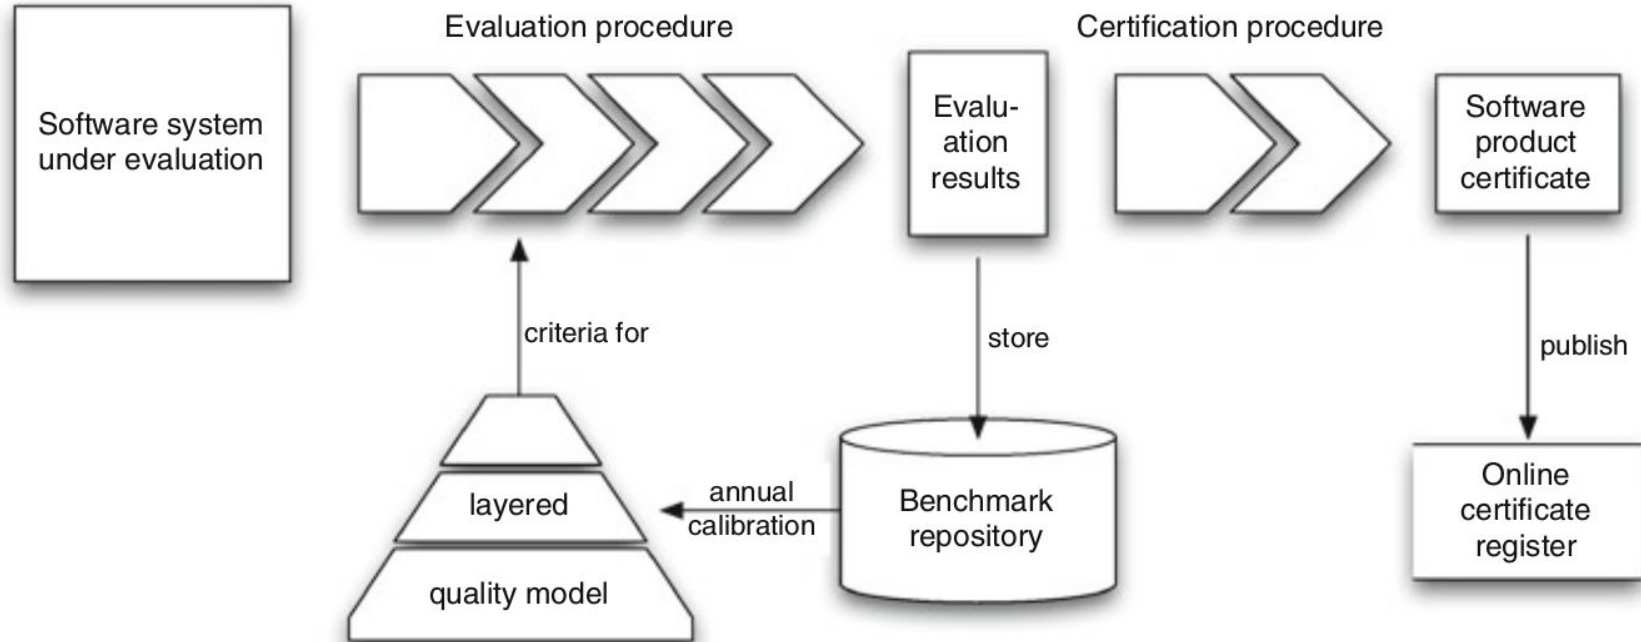 Evaluation procedure
Certification procedure
Software system
under evaluation
Evalu-
ation
results
Software
product
certificate
criteria for
store
publish
layered
quality model
annual
calibration
Benchmark
repository
Online
certificate
register